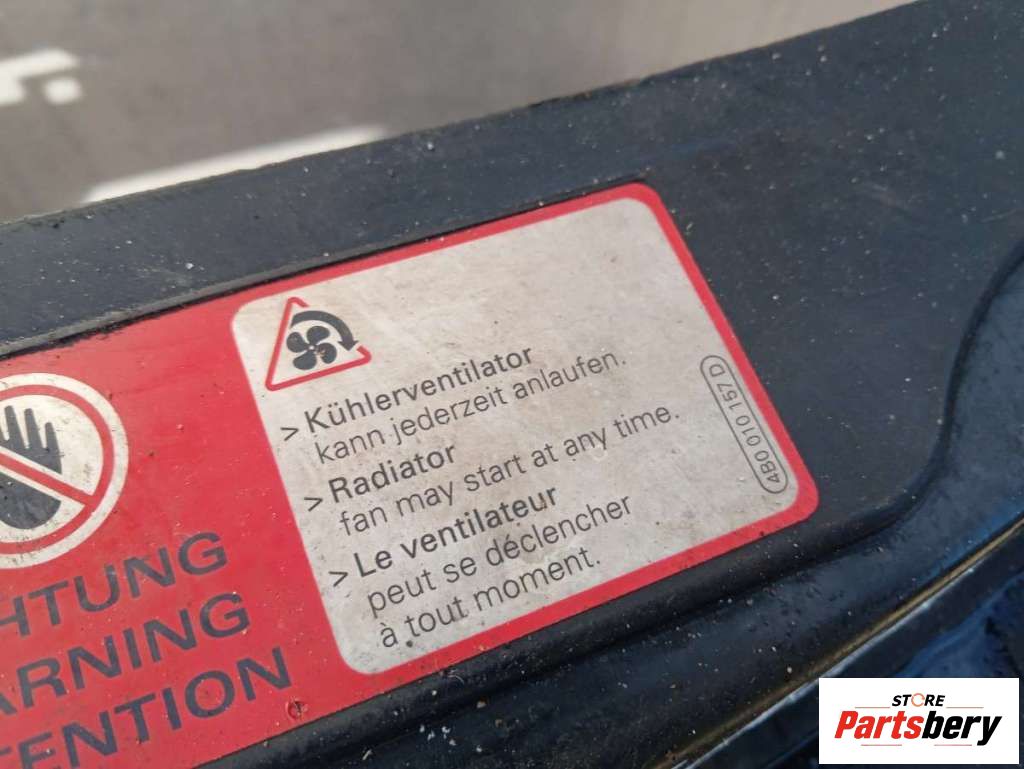 > Kühlerventilator
kann jederzeit anlaufen.
> Radiator
fan may start at any time.
> Le ventilateur
peut se déclencher
à tout moment.
4B0 010 157 D
HTUNG
ARNING
TENTION
STORE
Partsbery